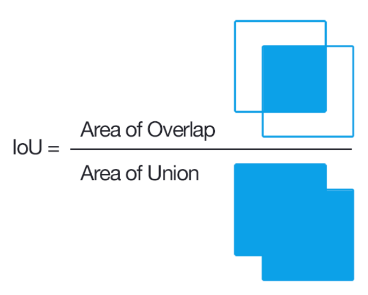 Area of Overlap
IoU =
Area of Union